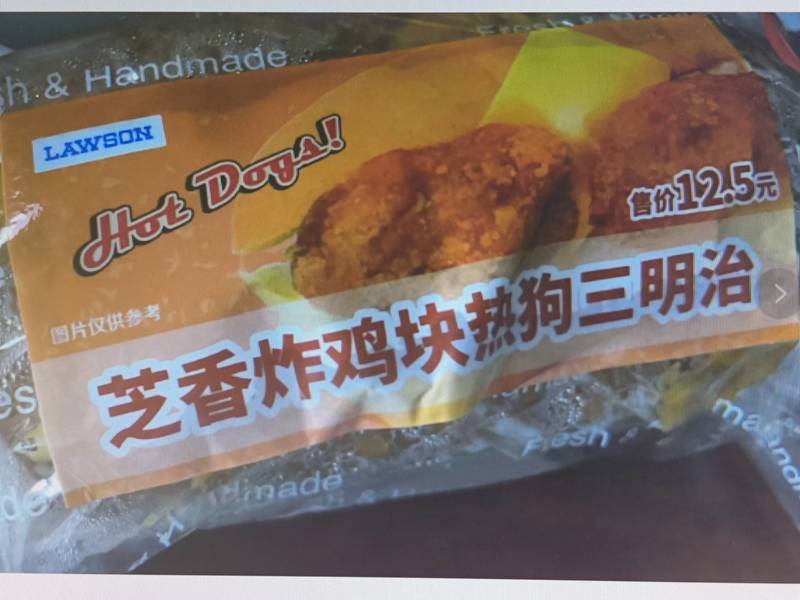 & Handmade
LAWSON
Hot Dogs!
售价12.5元
图片仅供参考
芝香炸鸡块热狗三明治
Fresh